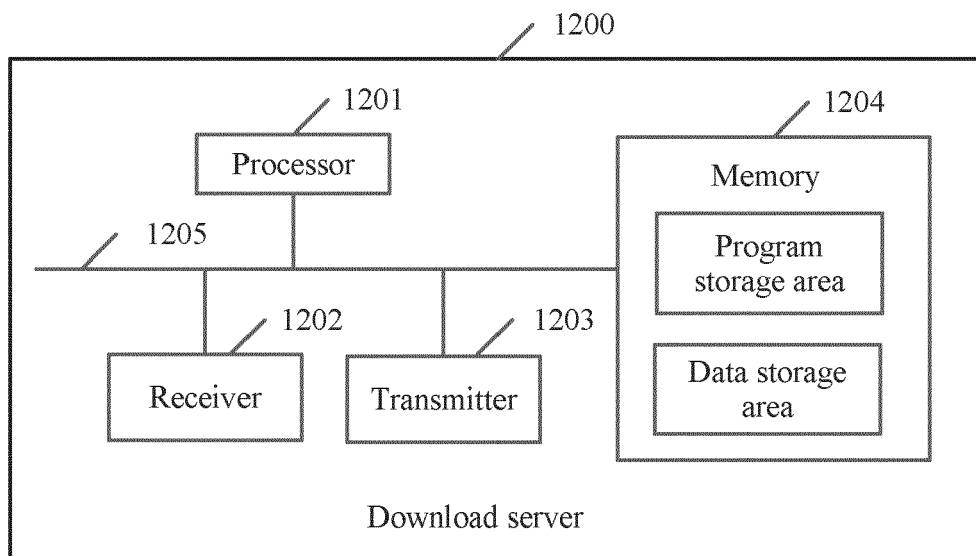 1200
1201
Processor
1204
Memory
Program
storage area
1205
1202
Receiver
1203
Transmitter
Data storage
area
Download server